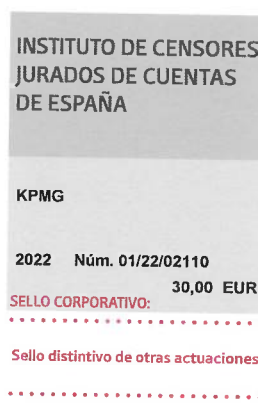 INSTITUTO DE CENSORES
JURADOS DE CUENTAS
DE ESPAÑA
KPMG
2022 Núm. 01/22/02110
30,00 EUR
SELLO CORPORATIVO:
Sello distintivo de otras actuaciones